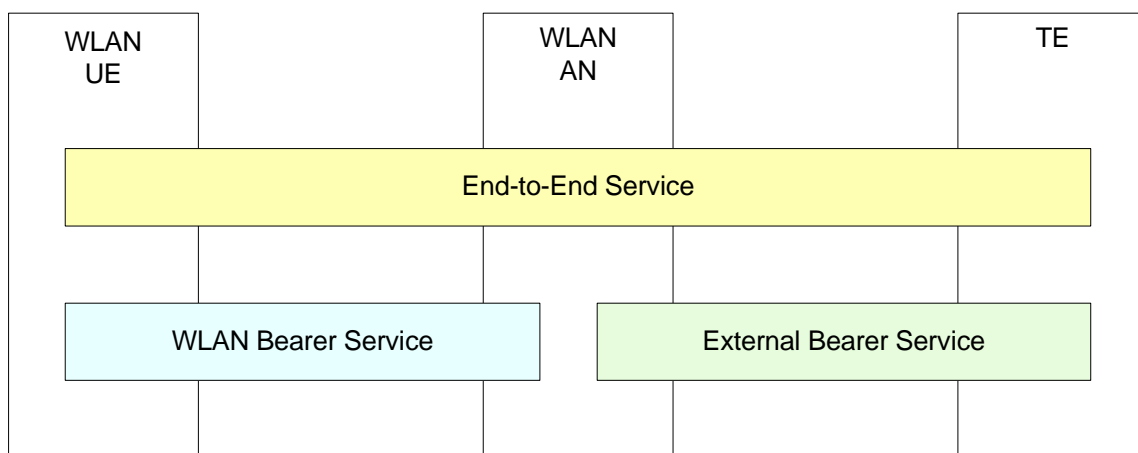 WLAN
UE
WLAN
AN
TE
End-to-End Service
WLAN Bearer Service
External Bearer Service